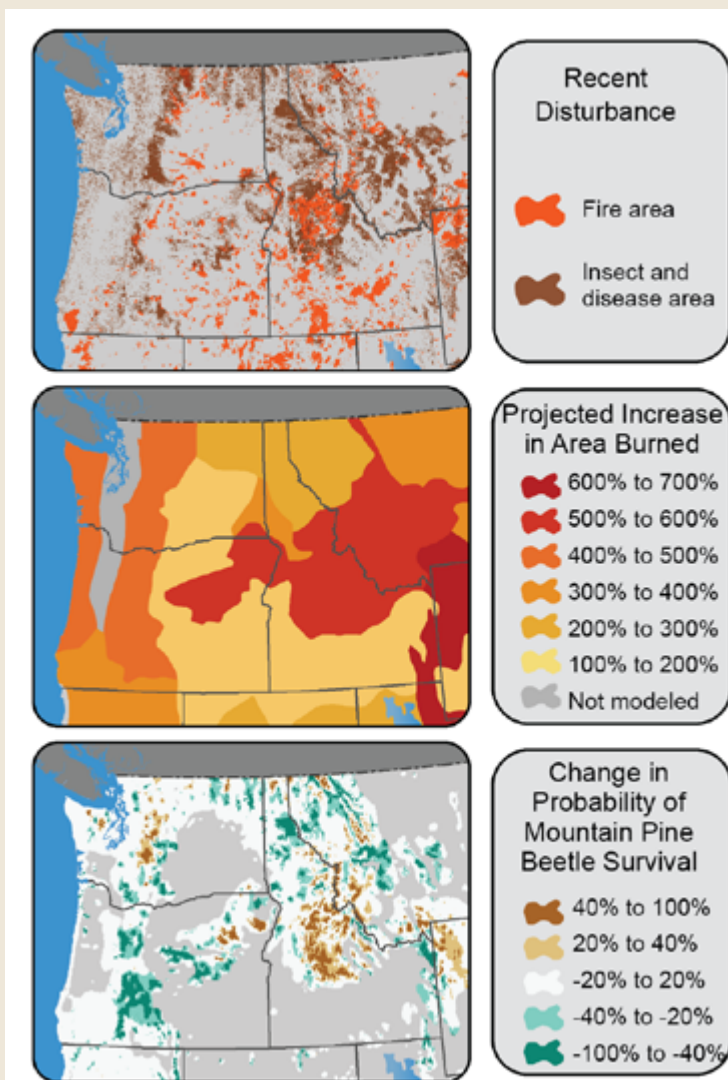 Recent
Disturbance
Fire area
Insect and
disease area
Projected Increase
in Area Burned
600% to 700%
500% to 600%
400% to 500%
300% to 400%
200% to 300%
100% to 200%
Not modeled
Change in
Probability of
Mountain Pine
Beetle Survival
40% to 100%
20% to 40%
-20% to 20%
-40% to -20%
-100% to -40%